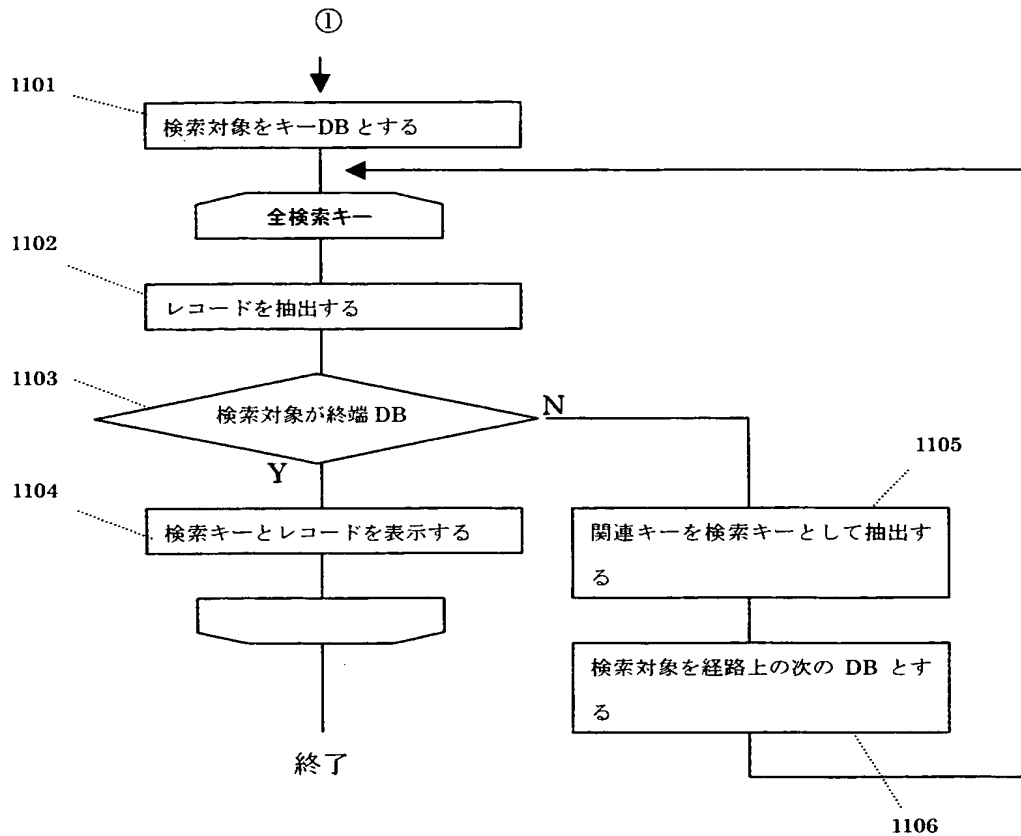 ①
1101
検索対象をキーDBとする
全検索キー
1102
レコードを抽出する
1103
検索対象が終端 DB
N
Y
1104
検索キーとレコードを表示する
終了
1105
関連キーを検索キーとして抽出す
る
検索対象を経路上の次の DB とす
る
1106